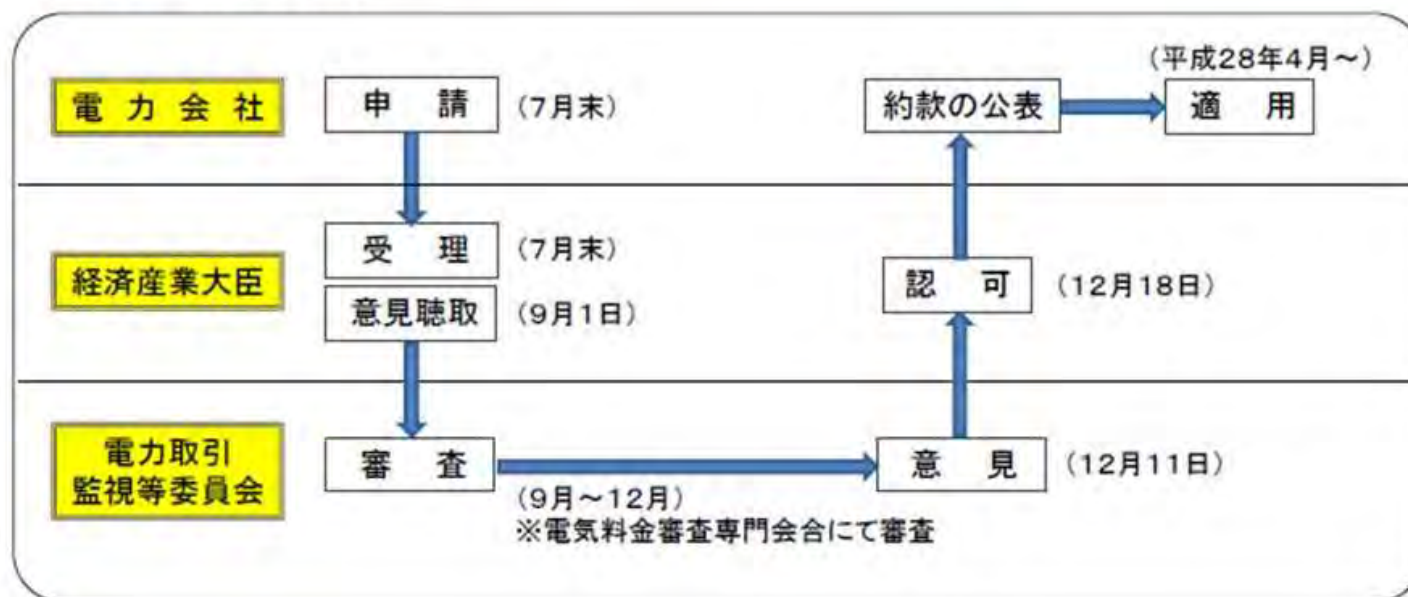 (平成28年4月～)
電力会社
申請
(7月末)
約款の公表
適用
経済産業大臣
受理
(7月末)
意見聴取
(9月1日)
認可
(12月18日)
電力取引
監視等委員会
審査
意見
(12月11日)
(9月～12月)
※電気料金審査専門会合にて審査